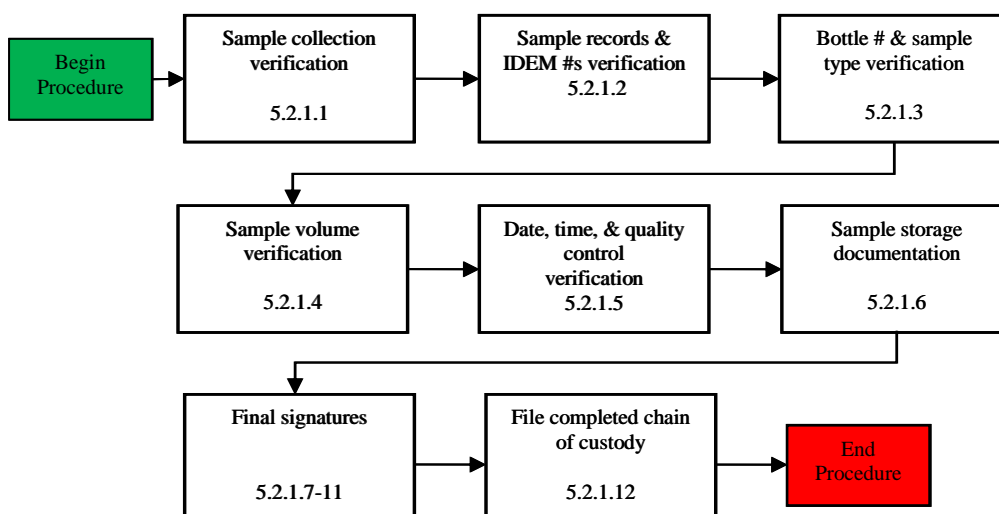 Begin
Procedure
Sample collection
verification
5.2.1.1
Sample records &
IDEM #s verification
5.2.1.2
Bottle # & sample
type verification
5.2.1.3
Sample volume
verification
5.2.1.4
Date, time, & quality
control
verification
5.2.1.5
Sample storage
documentation
5.2.1.6
Final signatures
5.2.1.7-11
File completed chain
of custody
5.2.1.12
End
Procedure